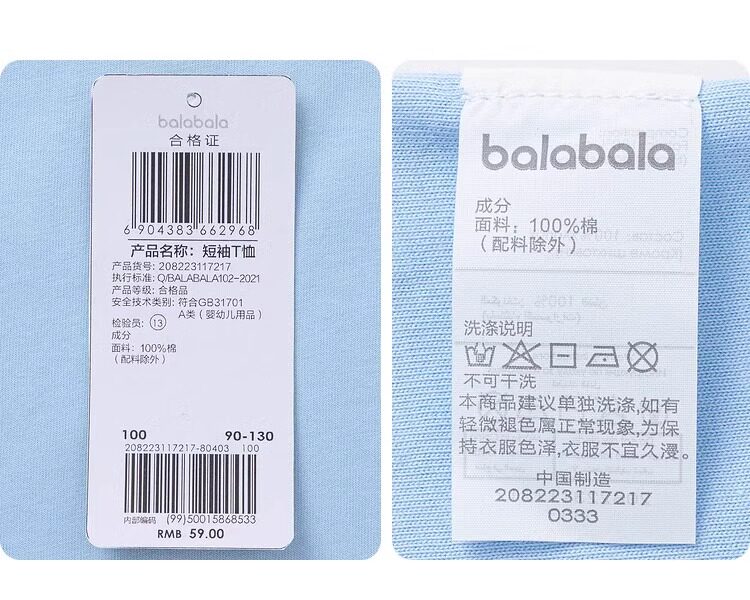 balabala
合格证
6 904383 662968
产品名称: 短袖T恤
产品货号: 208223117217
执行标准: Q/BALABALA102-2021
产品等级: 合格品
安全技术类别: 符合GB31701
A类 (婴幼儿用品)
检验员: 13
成分
面料: 100%棉
(配料除外)
100 90-130
208223117217-80403 100
内部编码 (99)50015868533
RMB 59.00
balabala
成分
面料: 100%棉
(配料除外)
洗涤说明
不可干洗
本商品建议单独洗涤,如有
轻微褪色属正常现象,为保
持衣服色泽,衣服不宜久浸。
中国制造
208223117217
0333